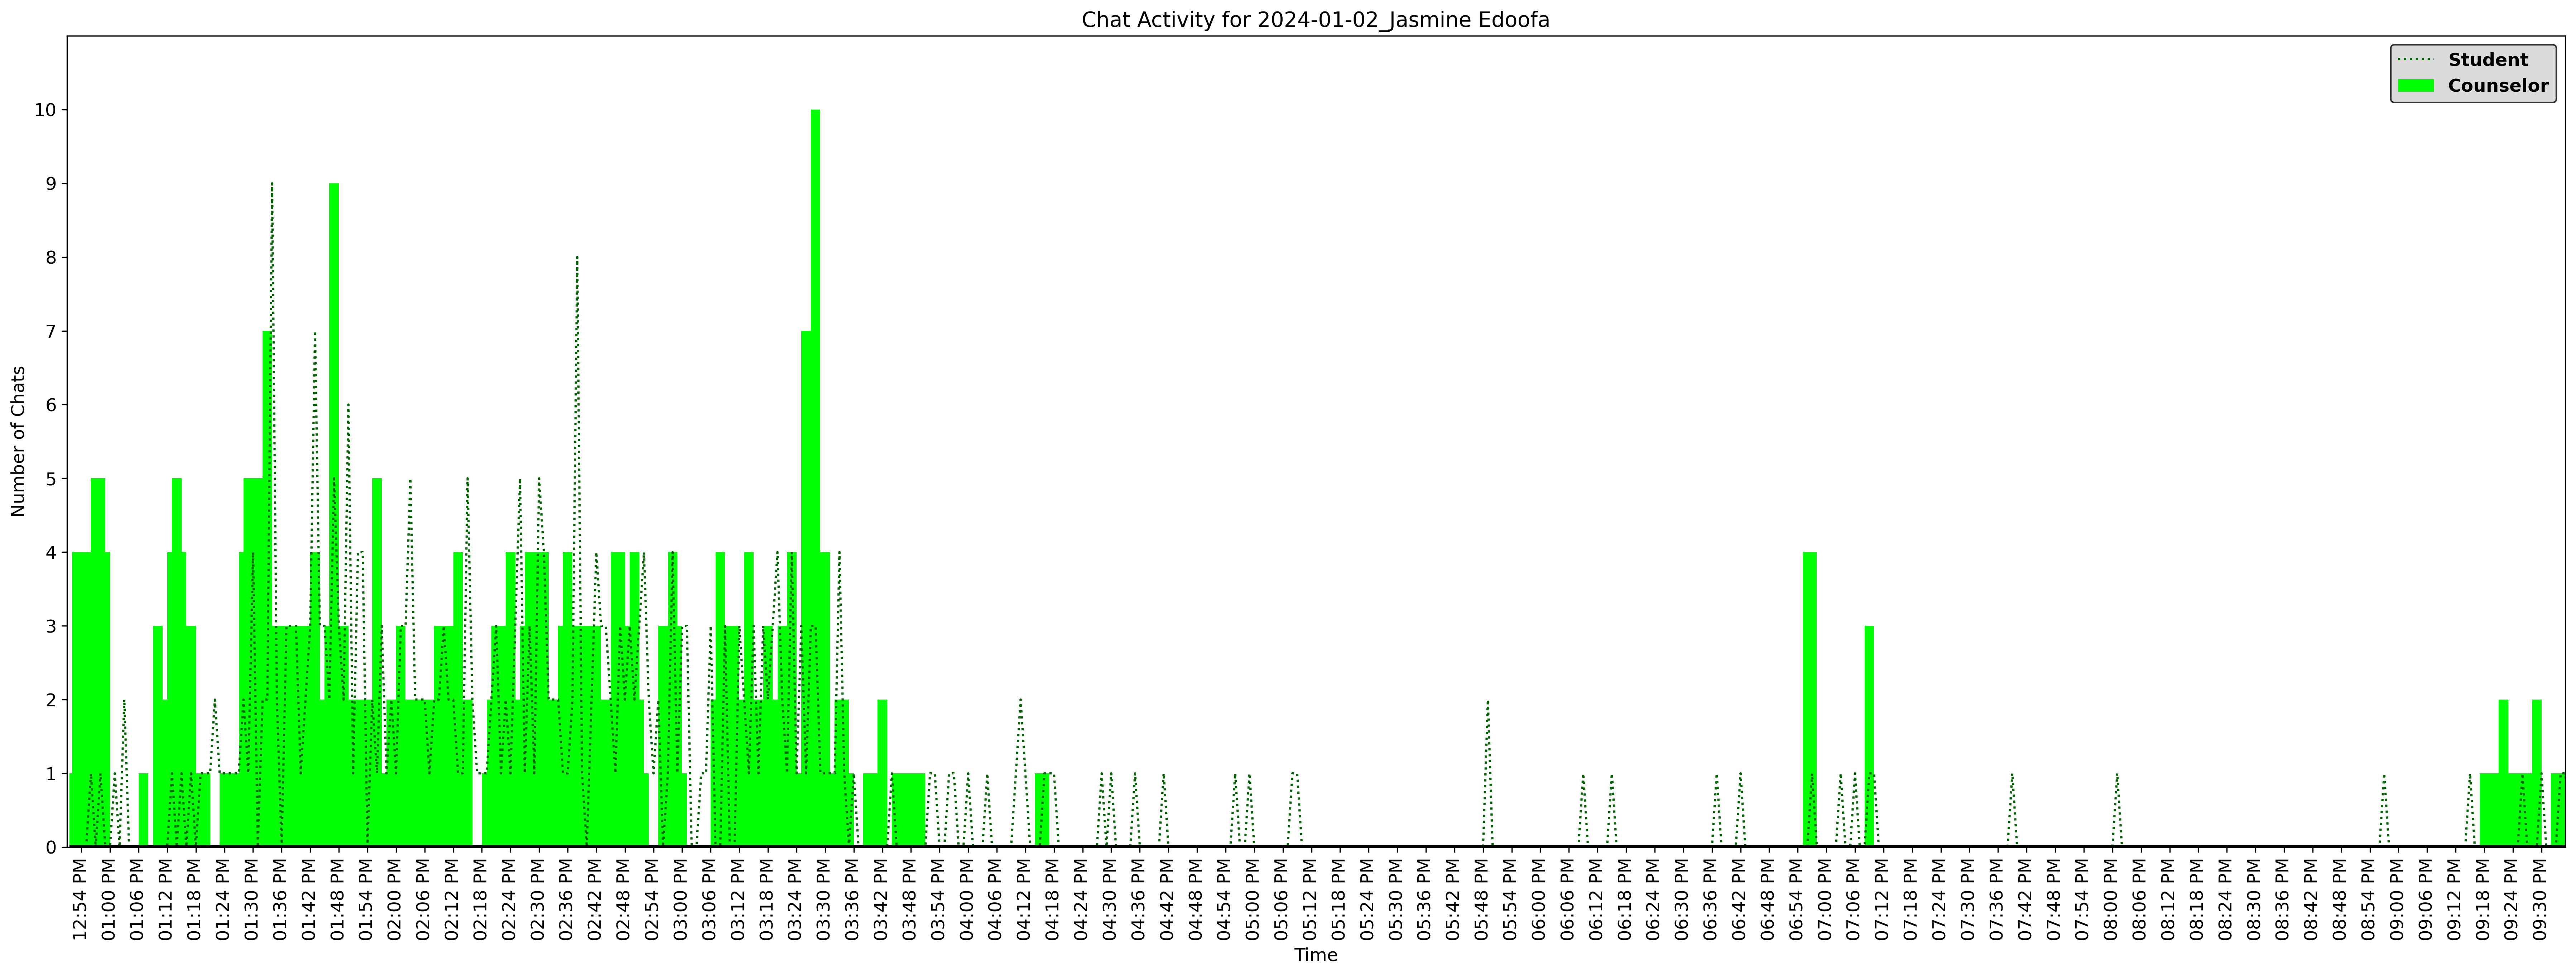 Chat Activity for 2024-01-02_Jasmine Edoofa
Student
Counselor
Number of Chats
10
9
8
7
6
5
4
3
2
1
0
12:54 PM
01:00 PM
01:06 PM
01:12 PM
01:18 PM
01:24 PM
01:30 PM
01:36 PM
01:42 PM
01:48 PM
01:54 PM
02:00 PM
02:06 PM
02:12 PM
02:18 PM
02:24 PM
02:30 PM
02:36 PM
02:42 PM
02:48 PM
02:54 PM
03:00 PM
03:06 PM
03:12 PM
03:18 PM
03:24 PM
03:30 PM
03:36 PM
03:42 PM
03:48 PM
03:54 PM
04:00 PM
04:06 PM
04:12 PM
04:18 PM
04:24 PM
04:30 PM
04:36 PM
04:42 PM
04:48 PM
04:54 PM
05:00 PM
05:06 PM
05:12 PM
05:18 PM
05:24 PM
05:30 PM
05:36 PM
05:42 PM
05:48 PM
05:54 PM
06:00 PM
06:06 PM
06:12 PM
06:18 PM
06:24 PM
06:30 PM
06:36 PM
06:42 PM
06:48 PM
06:54 PM
07:00 PM
07:06 PM
07:12 PM
07:18 PM
07:24 PM
07:30 PM
07:36 PM
07:42 PM
07:48 PM
07:54 PM
08:00 PM
08:06 PM
08:12 PM
08:18 PM
08:24 PM
08:30 PM
08:36 PM
08:42 PM
08:48 PM
08:54 PM
09:00 PM
09:06 PM
09:12 PM
09:18 PM
09:24 PM
09:30 PM
Time